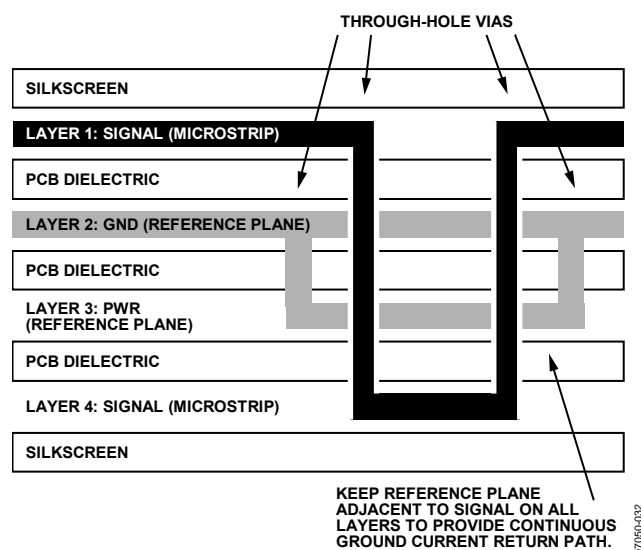 THROUGH-HOLE VIAS
SILKSCREEN
LAYER 1: SIGNAL (MICROSTRIP)
PCB DIELECTRIC
LAYER 2: GND (REFERENCE PLANE)
PCB DIELECTRIC
LAYER 3: PWR
(REFERENCE PLANE)
PCB DIELECTRIC
LAYER 4: SIGNAL (MICROSTRIP)
SILKSCREEN
KEEP REFERENCE PLANE
ADJACENT TO SIGNAL ON ALL
LAYERS TO PROVIDE CONTINUOUS
GROUND CURRENT RETURN PATH.
7050-032